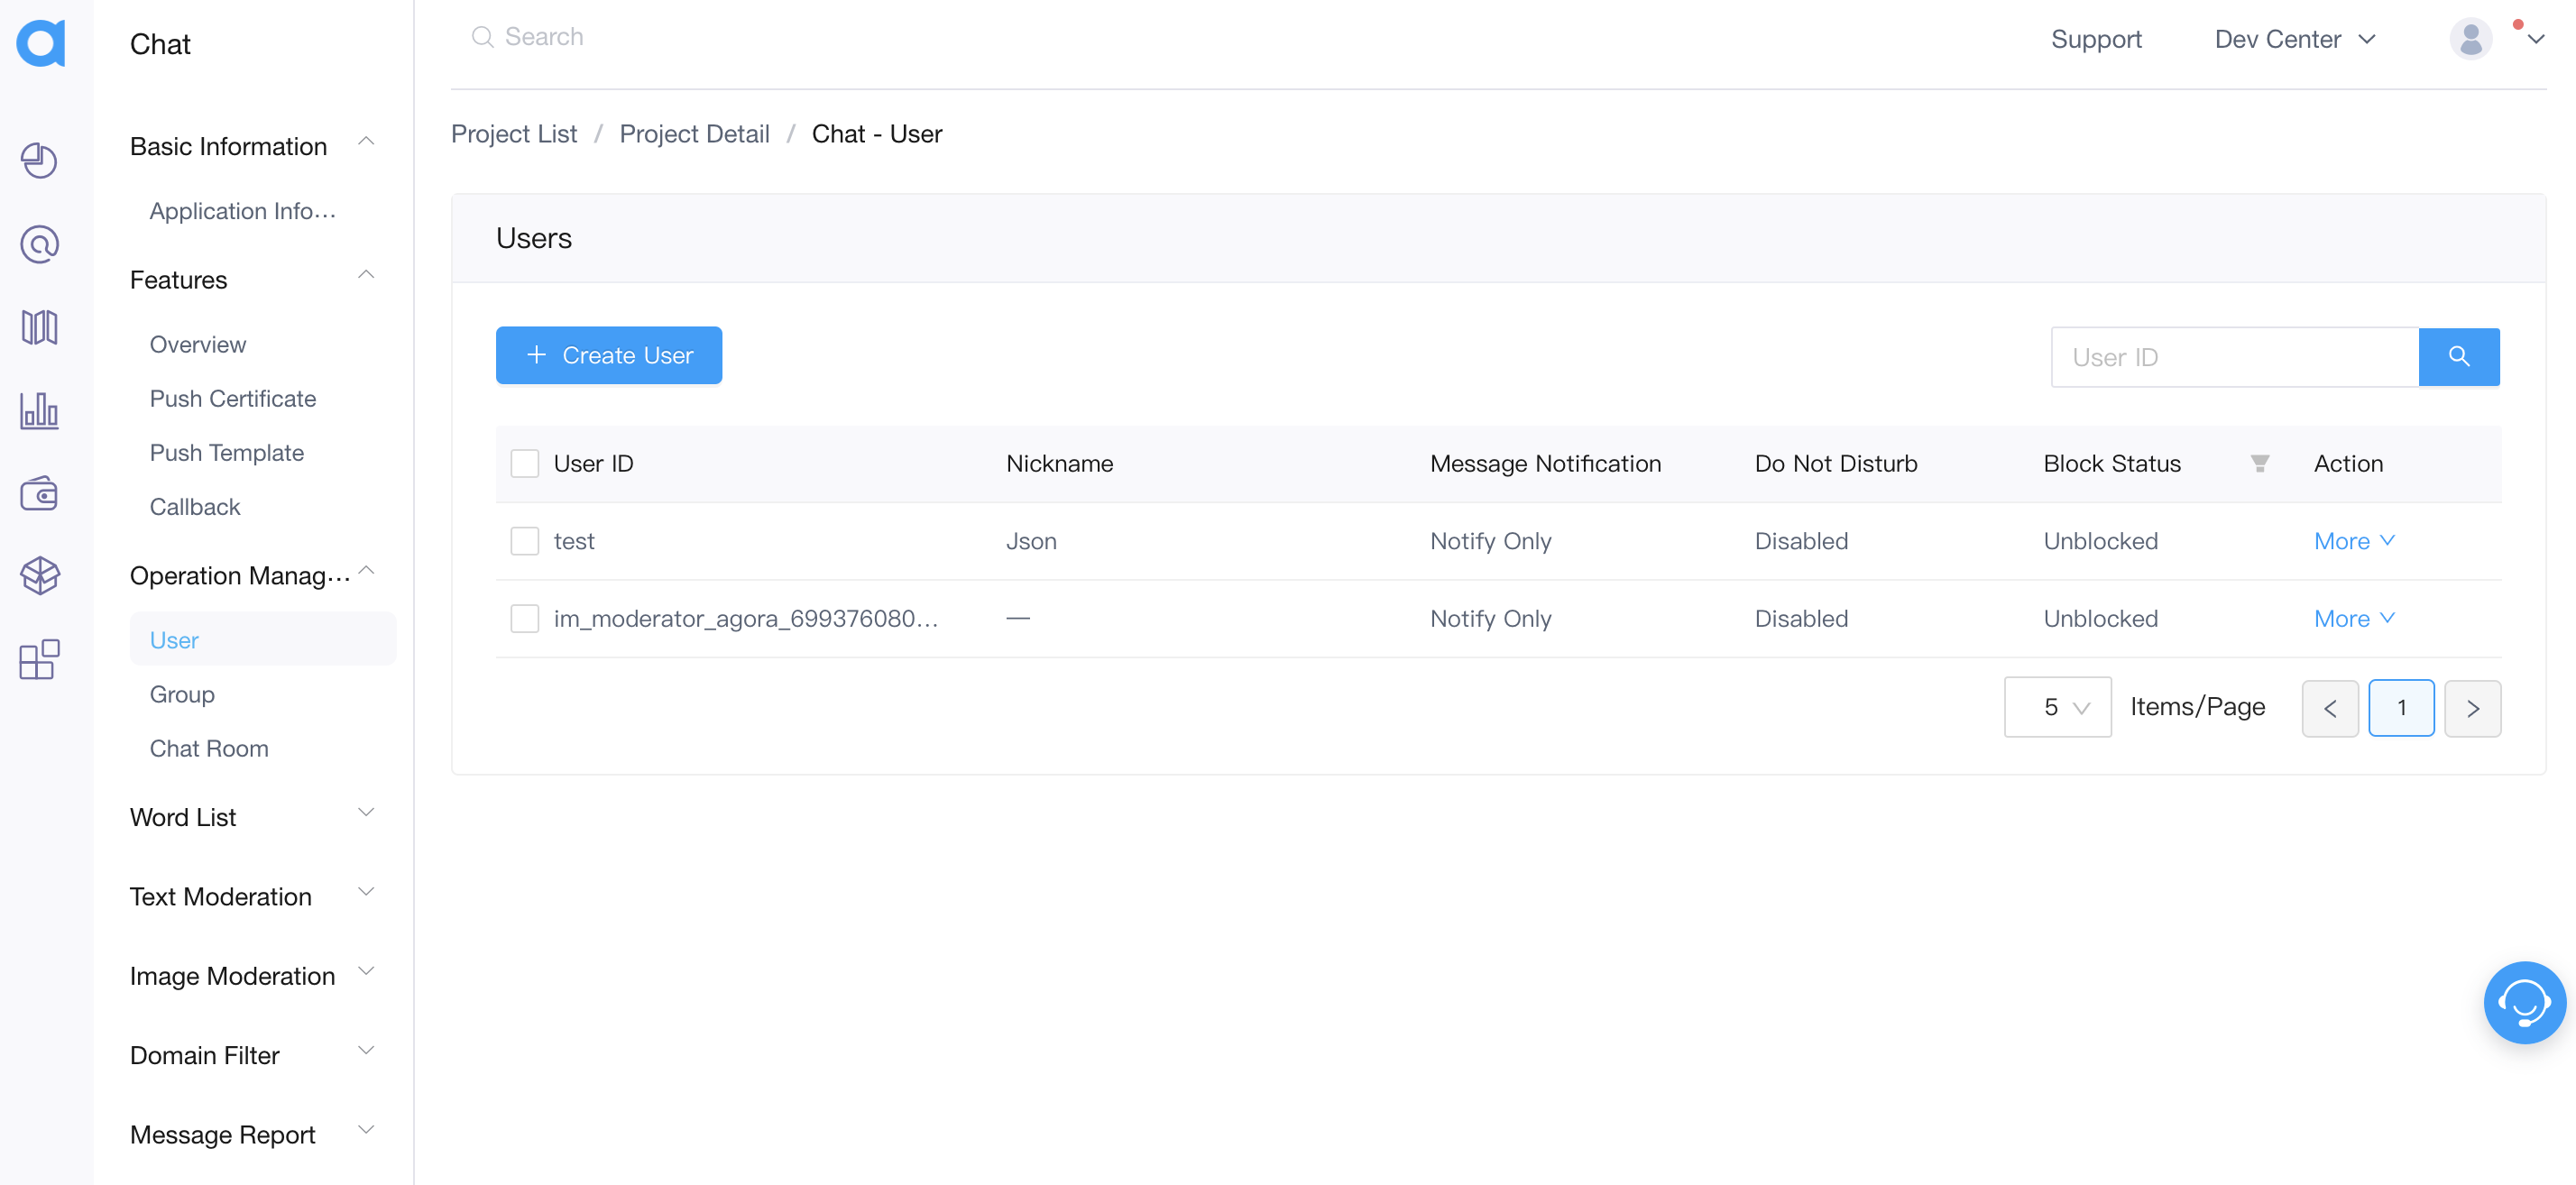 Chat
Search
Support
Dev Center
Basic Information
Application Info...
Features
Overview
Push Certificate
Push Template
Callback
Operation Manag...
User
Group
Chat Room
Word List
Text Moderation
Image Moderation
Domain Filter
Message Report
Project List / Project Detail / Chat - User
Users
+ Create User
User ID
User ID Nickname Message Notification Do Not Disturb Block Status Action
test Json Notify Only Disabled Unblocked More
im_moderator_agora_699376080... — Notify Only Disabled Unblocked More
5 Items/Page < 1 >